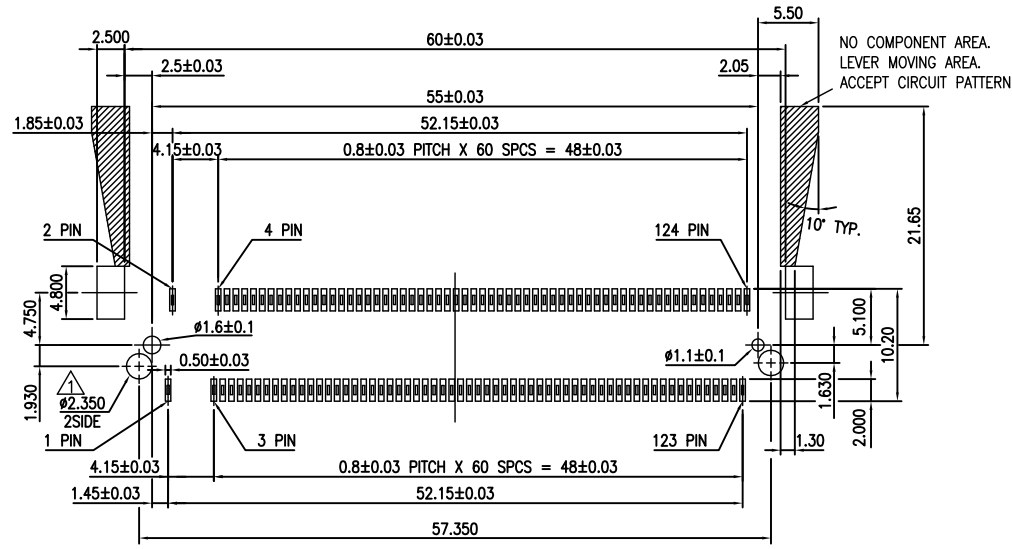 5.50
2.500
60±0.03
NO COMPONENT AREA.
LEVER MOVING AREA.
ACCEPT CIRCUIT PATTERN
2.5±0.03
2.05
55±0.03
1.85±0.03
52.15±0.03
4.15±0.03
0.8±0.03 PITCH X 60 SPCS = 48±0.03
2 PIN
4 PIN
124 PIN
10° TYP.
21.65
4.800
4.750
5.100
10.20
ø1.6±0.1
ø1.1±0.1
0.50±0.03
1
1.930
ø2.350
2SIDE
1.630
2.000
1 PIN
3 PIN
123 PIN
1.30
4.15±0.03
0.8±0.03 PITCH X 60 SPCS = 48±0.03
1.45±0.03
52.15±0.03
57.350